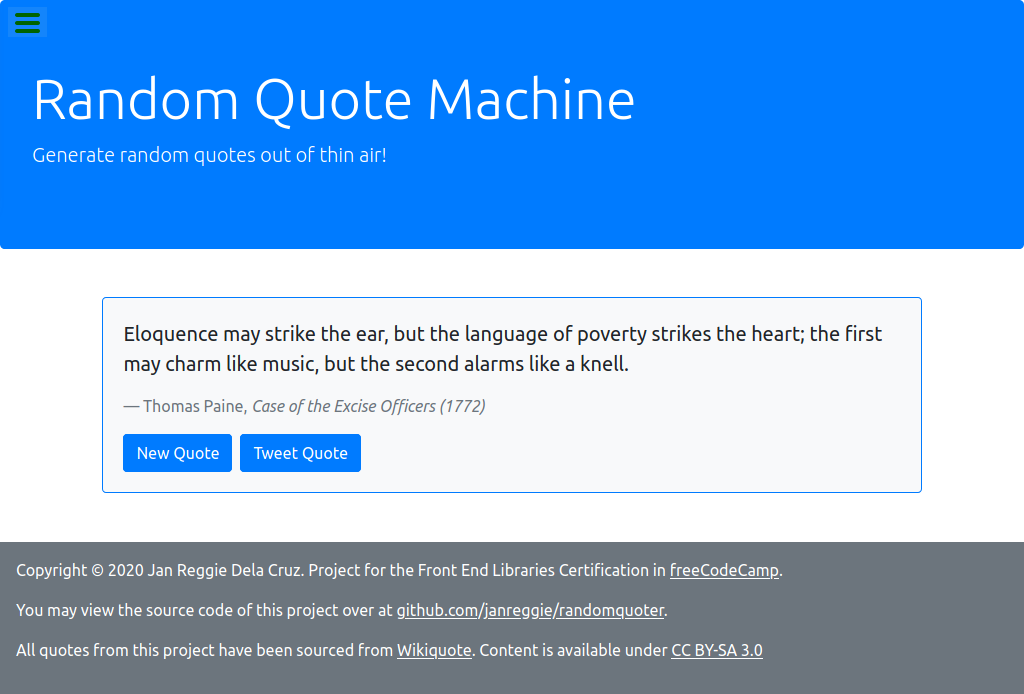 Random Quote Machine
Generate random quotes out of thin air!
Eloquence may strike the ear, but the language of poverty strikes the heart; the first
may charm like music, but the second alarms like a knell.
— Thomas Paine, Case of the Excise Officers (1772)
New Quote Tweet Quote
Copyright © 2020 Jan Reggie Dela Cruz. Project for the Front End Libraries Certification in freeCodeCamp.
You may view the source code of this project over at github.com/janreggie/randomquoter.
All quotes from this project have been sourced from Wikiquote. Content is available under CC BY-SA 3.0